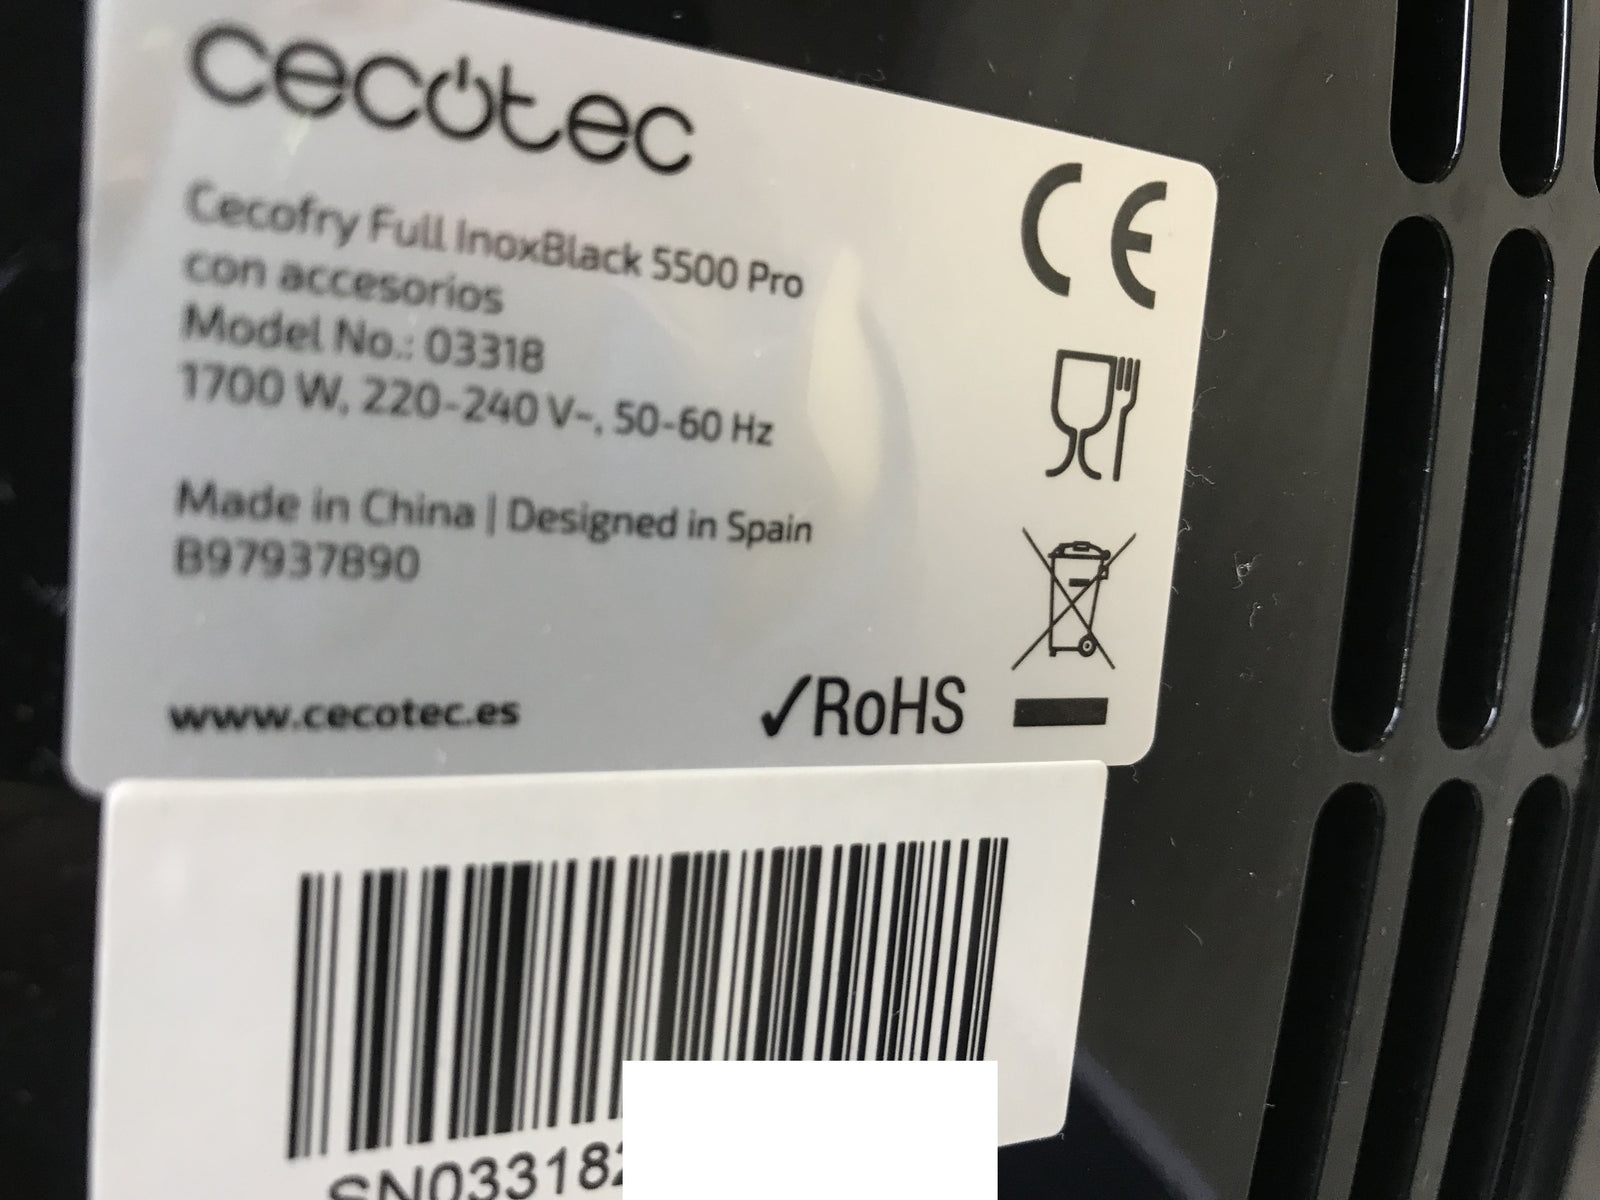 cecotec
CE
Cecofry Full InoxBlack 5500 Pro
con accesorios
Model No.: 03318
1700 W, 220-240 V~, 50-60 Hz
Made in China | Designed in Spain
B97937890
www.cecotec.es
✓RoHS
SN033182